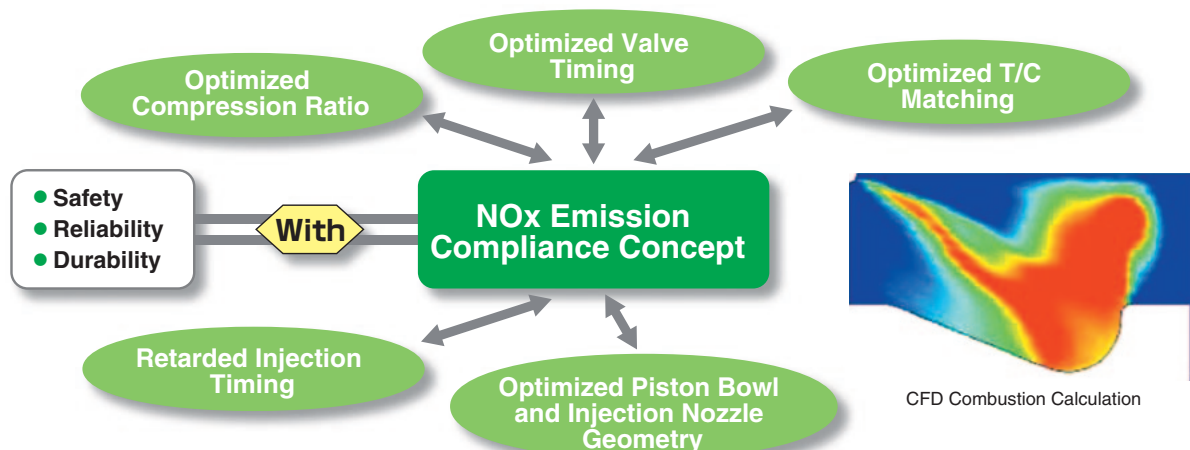 Optimized Valve
Timing
Optimized
Compression Ratio
Optimized T/C
Matching
• Safety
• Reliability
• Durability
With
NOx Emission
Compliance Concept
Retarded Injection
Timing
Optimized Piston Bowl
and Injection Nozzle
Geometry
CFD Combustion Calculation